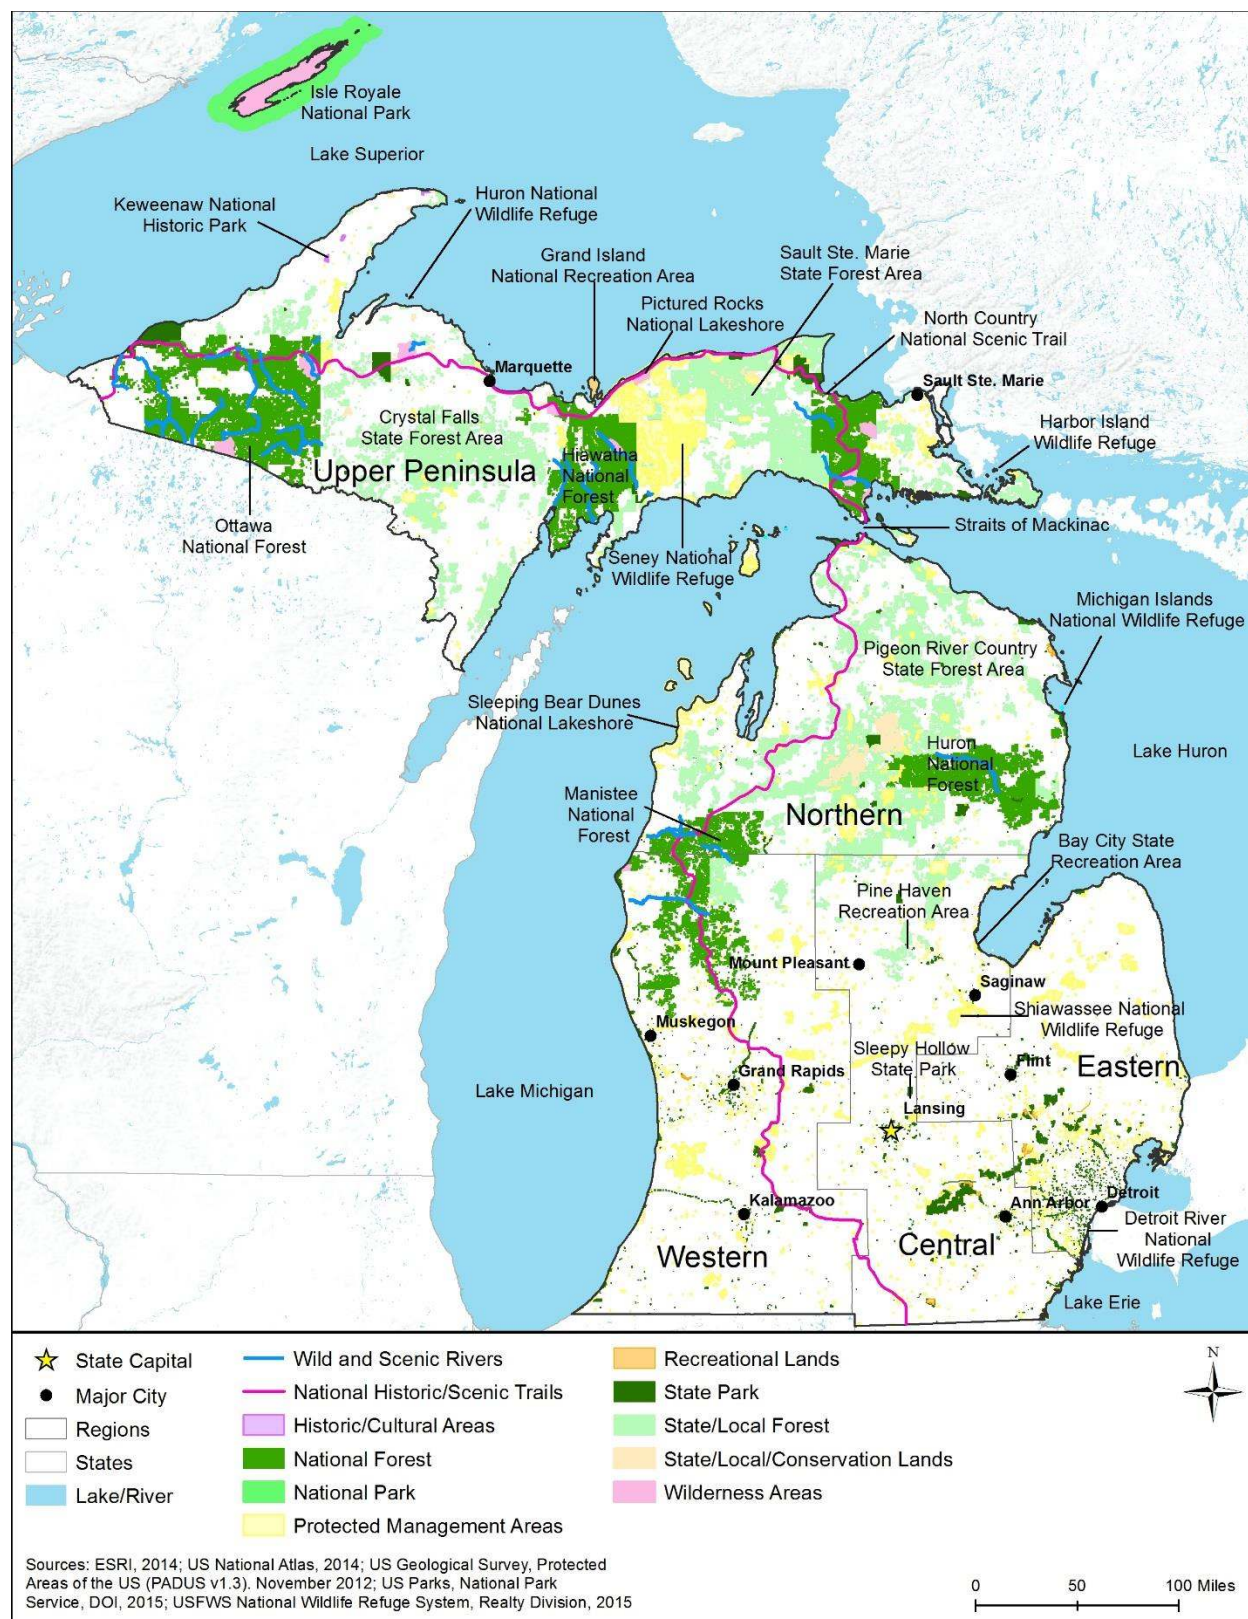 Isle Royale
National Park
Lake Superior
Keweenaw National
Historic Park
Huron National
Wildlife Refuge
Grand Island
National Recreation Area
Sault Ste. Marie
State Forest Area
Pictured Rocks
National Lakeshore
North Country
National Scenic Trail
Marquette
Sault Ste. Marie
Crystal Falls
State Forest Area
Harbor Island
Wildlife Refuge
Upper Peninsula
Hiawatha
National
Forest
Ottawa
National Forest
Straits of Mackinac
Seney National
Wildlife Refuge
Michigan Islands
National Wildlife Refuge
Pigeon River Country
State Forest Area
Sleeping Bear Dunes
National Lakeshore
Lake Huron
Huron
National
Forest
Manistee
National
Forest
Northern
Bay City State
Recreation Area
Pine Haven
Recreation Area
Mount Pleasant
Saginaw
Shiawassee National
Wildlife Refuge
Muskegon
Sleepy Hollow
State Park
Flint
Eastern
Grand Rapids
Lake Michigan
Lansing
Kalamazoo
Ann Arbor
Detroit
Detroit River
National
Wildlife Refuge
Western
Central
Lake Erie
State Capital
Major City
Regions
States
Lake/River
Wild and Scenic Rivers
National Historic/Scenic Trails
Historic/Cultural Areas
National Forest
National Park
Protected Management Areas
Recreational Lands
State Park
State/Local Forest
State/Local/Conservation Lands
Wilderness Areas
N
Sources: ESRI, 2014; US National Atlas, 2014; US Geological Survey, Protected
Areas of the US (PADUS v1.3). November 2012; US Parks, National Park
Service, DOI, 2015; USFWS National Wildlife Refuge System, Realty Division, 2015
0 50 100 Miles